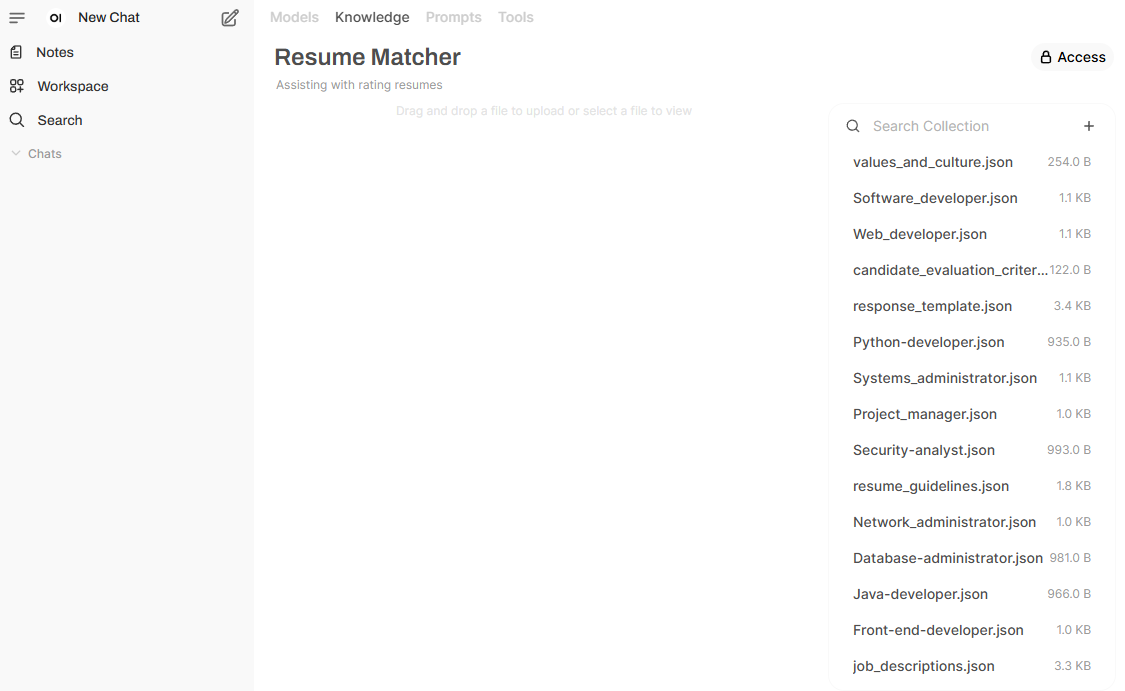 OI New Chat
Notes
Workspace
Search
Chats
Models Knowledge Prompts Tools
Resume Matcher
Access
Assisting with rating resumes
Drag and drop a file to upload or select a file to view
Search Collection +
values_and_culture.json 254.0 B
Software_developer.json 1.1 KB
Web_developer.json 1.1 KB
candidate_evaluation_criter... 122.0 B
response_template.json 3.4 KB
Python-developer.json 935.0 B
Systems_administrator.json 1.1 KB
Project_manager.json 1.0 KB
Security-analyst.json 993.0 B
resume_guidelines.json 1.8 KB
Network_administrator.json 1.0 KB
Database-administrator.json 981.0 B
Java-developer.json 966.0 B
Front-end-developer.json 1.0 KB
job_descriptions.json 3.3 KB